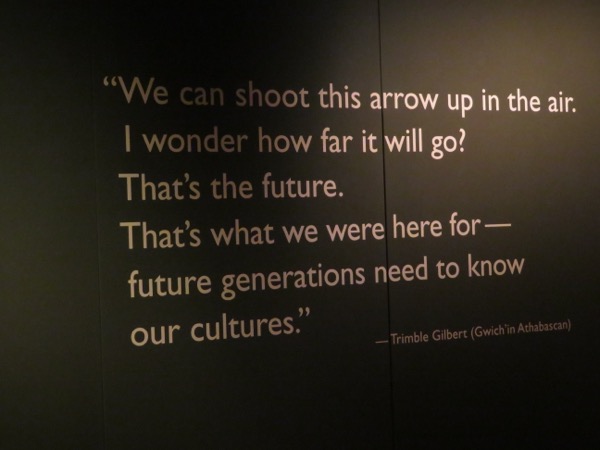 “We can shoot this arrow up in the air.
I wonder how far it will go?
That’s the future.
That’s what we were here for—
future generations need to know
our cultures.”
—Trimble Gilbert (Gwich’in Athabascan)